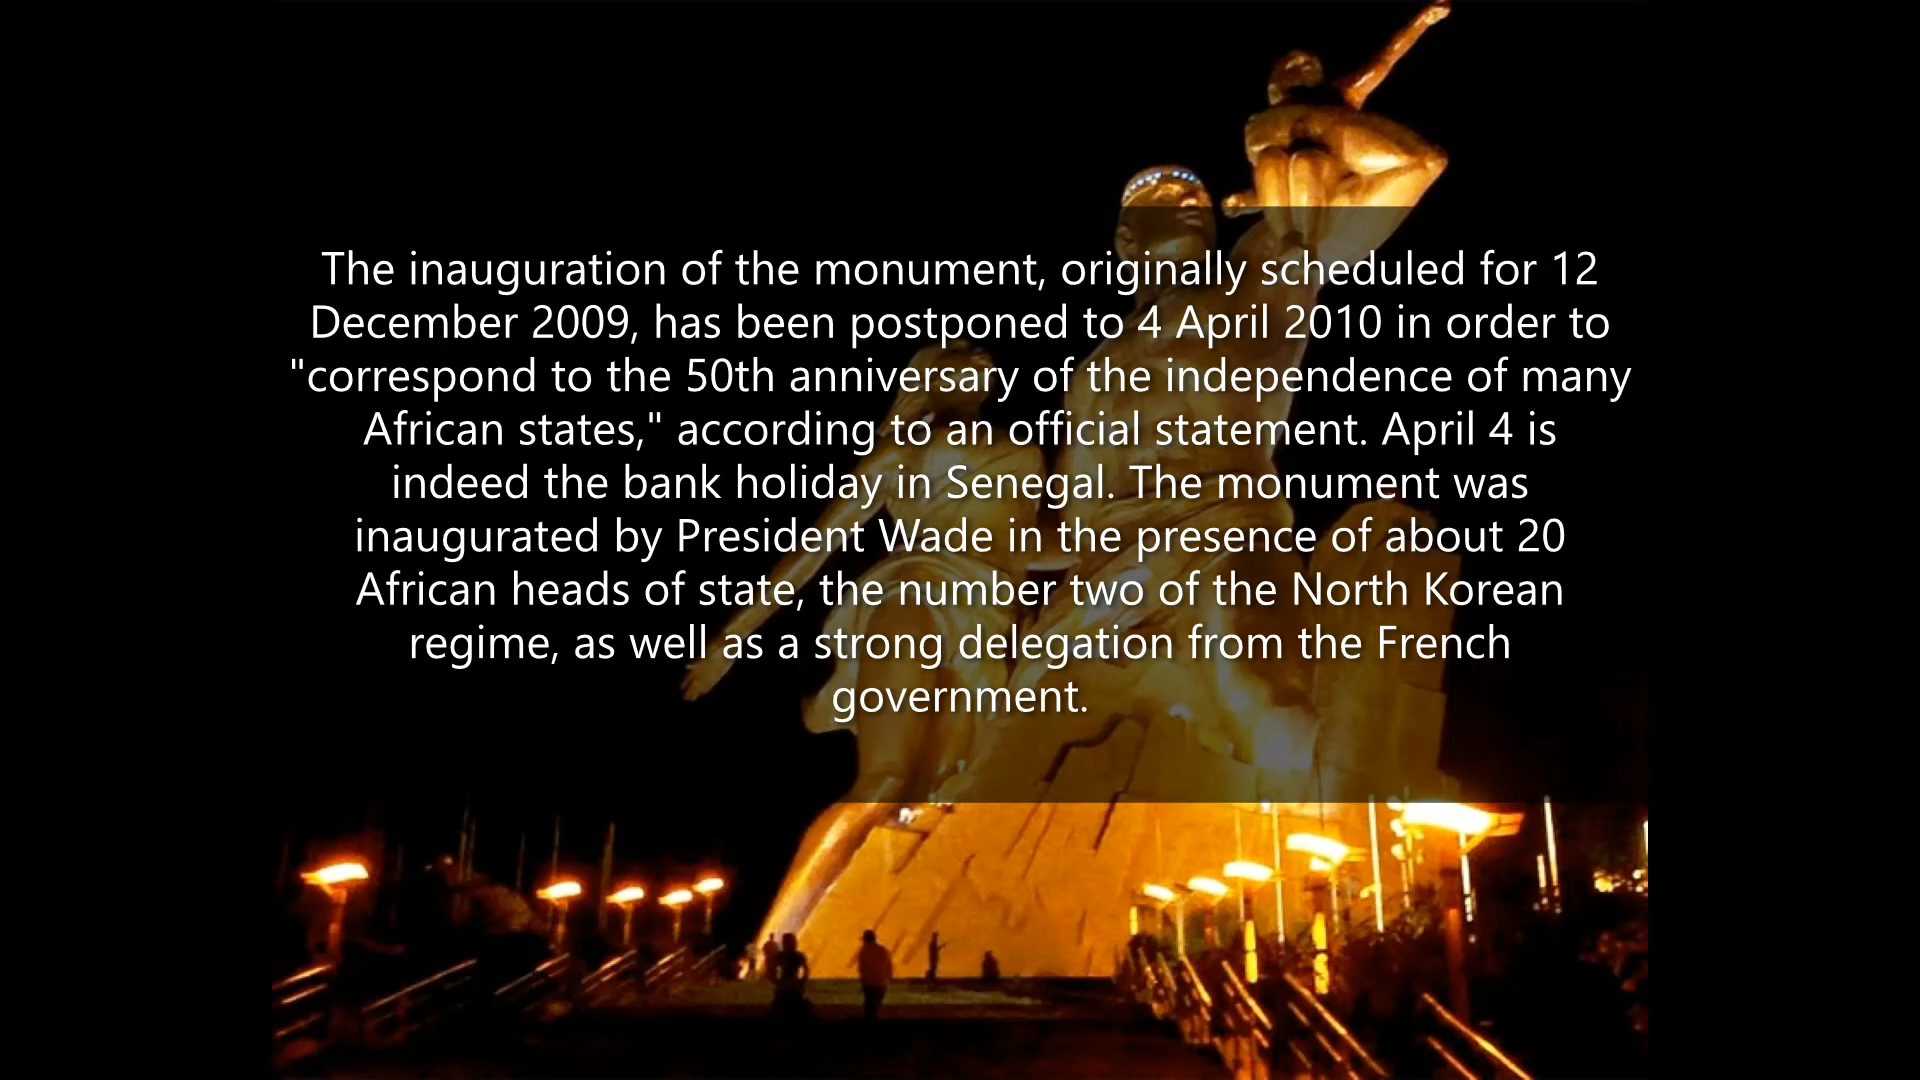 The inauguration of the monument, originally scheduled for 12
December 2009, has been postponed to 4 April 2010 in order to
"correspond to the 50th anniversary of the independence of many
African states," according to an official statement. April 4 is
indeed the bank holiday in Senegal. The monument was
inaugurated by President Wade in the presence of about 20
African heads of state, the number two of the North Korean
regime, as well as a strong delegation from the French
government.